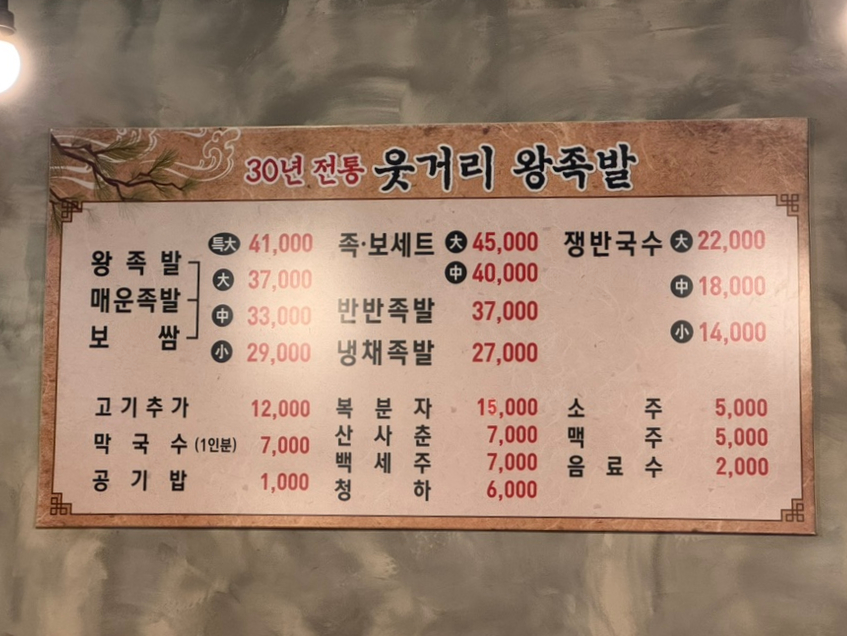 30년 전통 웃거리 왕족발
왕족발
매운족발
보쌈
특大 41,000
大 37,000
中 33,000
小 29,000
족·보세트 大 45,000
中 40,000
반반족발 37,000
냉채족발 27,000
쟁반국수 大 22,000
中 18,000
小 14,000
고기추가 12,000
막국수 (1인분) 7,000
공기밥 1,000
복분자 15,000
산사춘 7,000
백세주 7,000
청하 6,000
소주 5,000
맥주 5,000
음료수 2,000